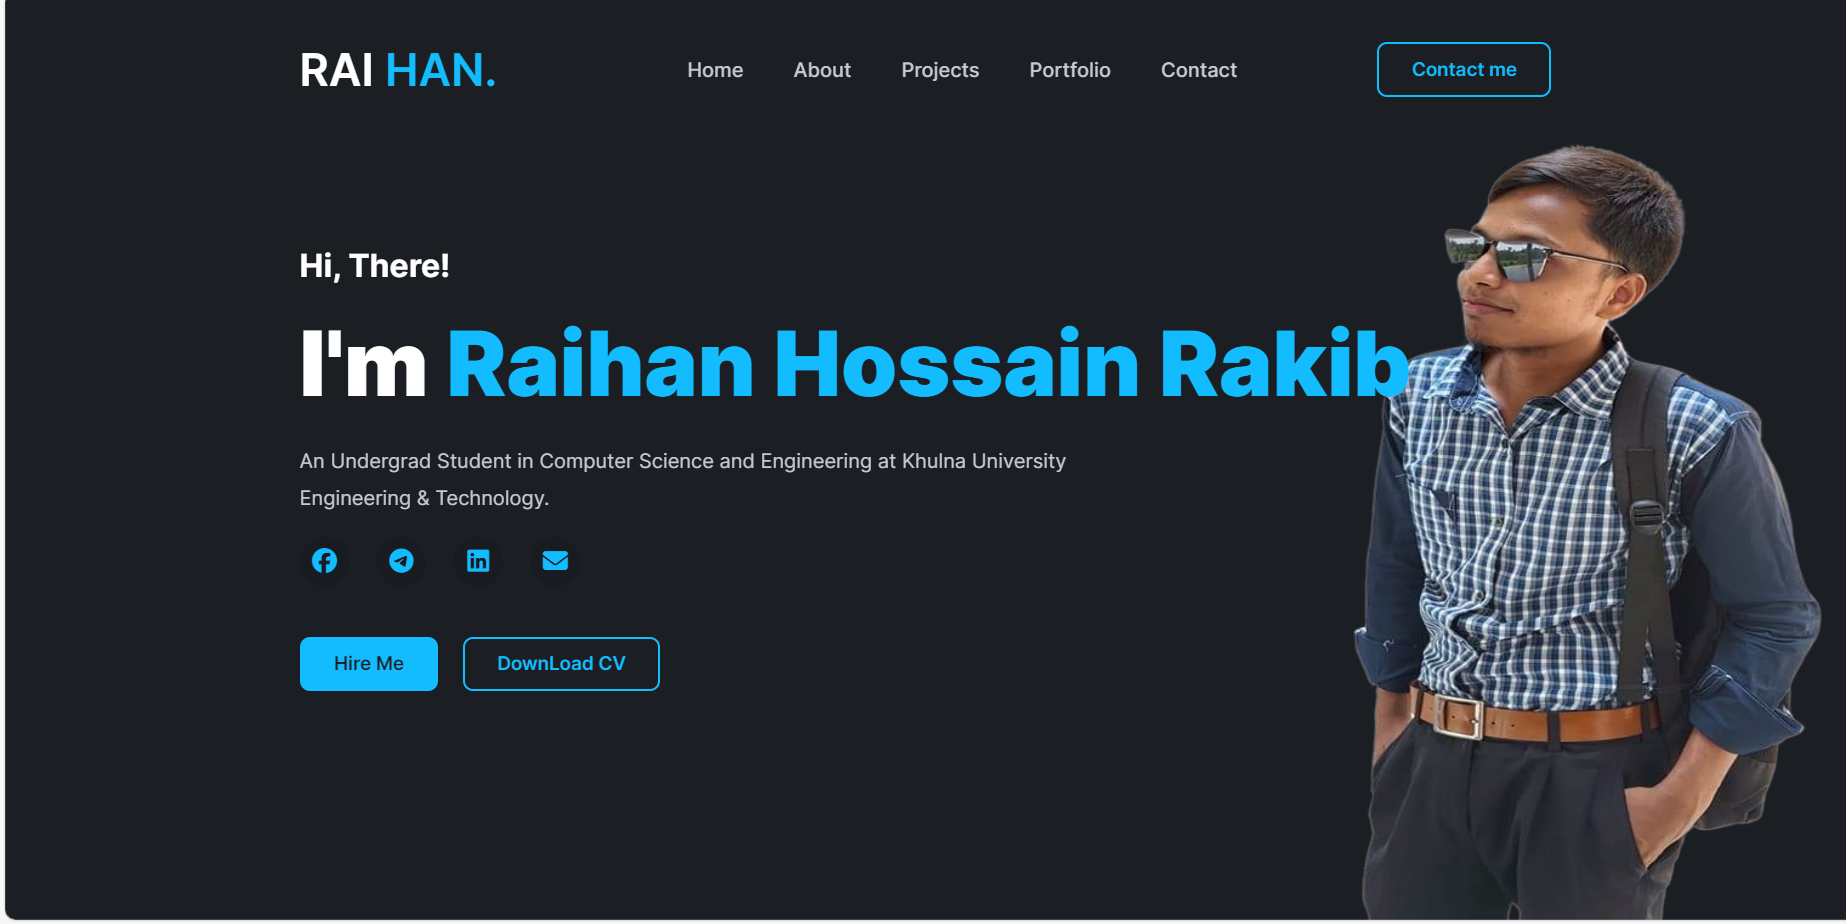 RAI HAN.
Home About Projects Portfolio Contact
Contact me
Hi, There!
I'm Raihan Hossain Rakib
An Undergrad Student in Computer Science and Engineering at Khulna University
Engineering & Technology.
Hire Me
DownLoad CV